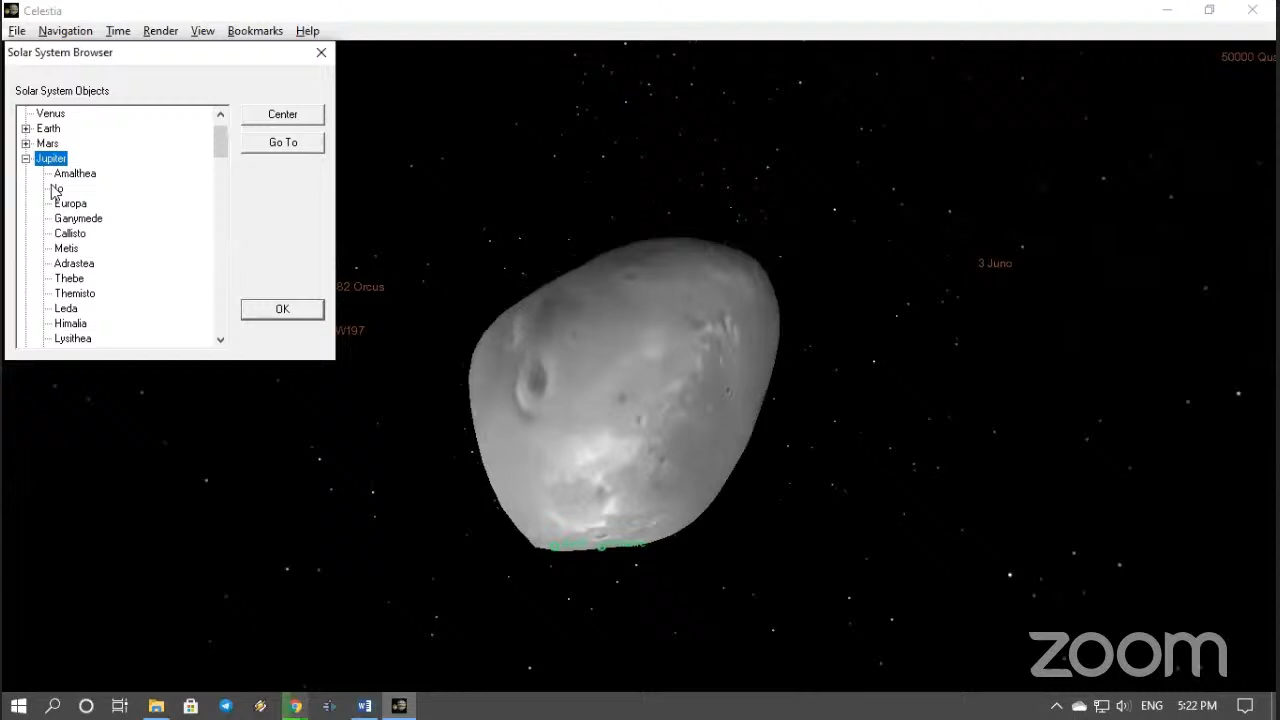 Celestia
File Navigation Time Render View Bookmarks Help
Solar System Browser
50000 Qua
Solar System Objects
Venus
Center
Earth
Mars
Go To
Jupiter
Amalthea
Europa
Ganymede
Callisto
Metis
Adrastea
3 Juno
Thebe
82 Orcus
Themisto
Leda
OK
Himalia
W197
Lysithea
zoom
ENG 5:22 PM